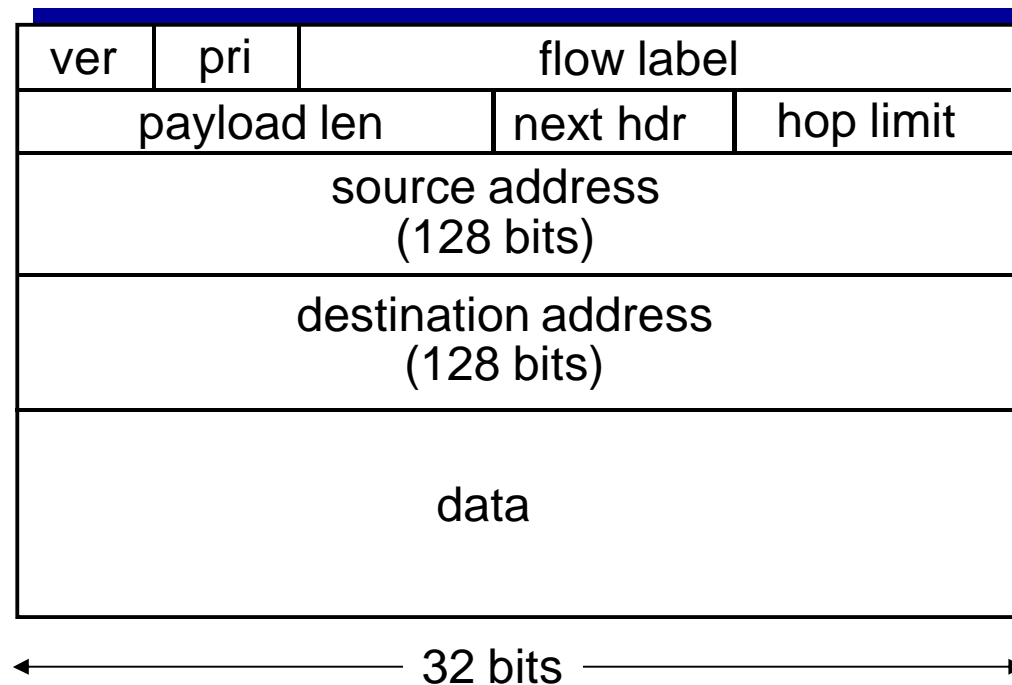 ver pri flow label
payload len next hdr hop limit
source address
(128 bits)
destination address
(128 bits)
data
32 bits